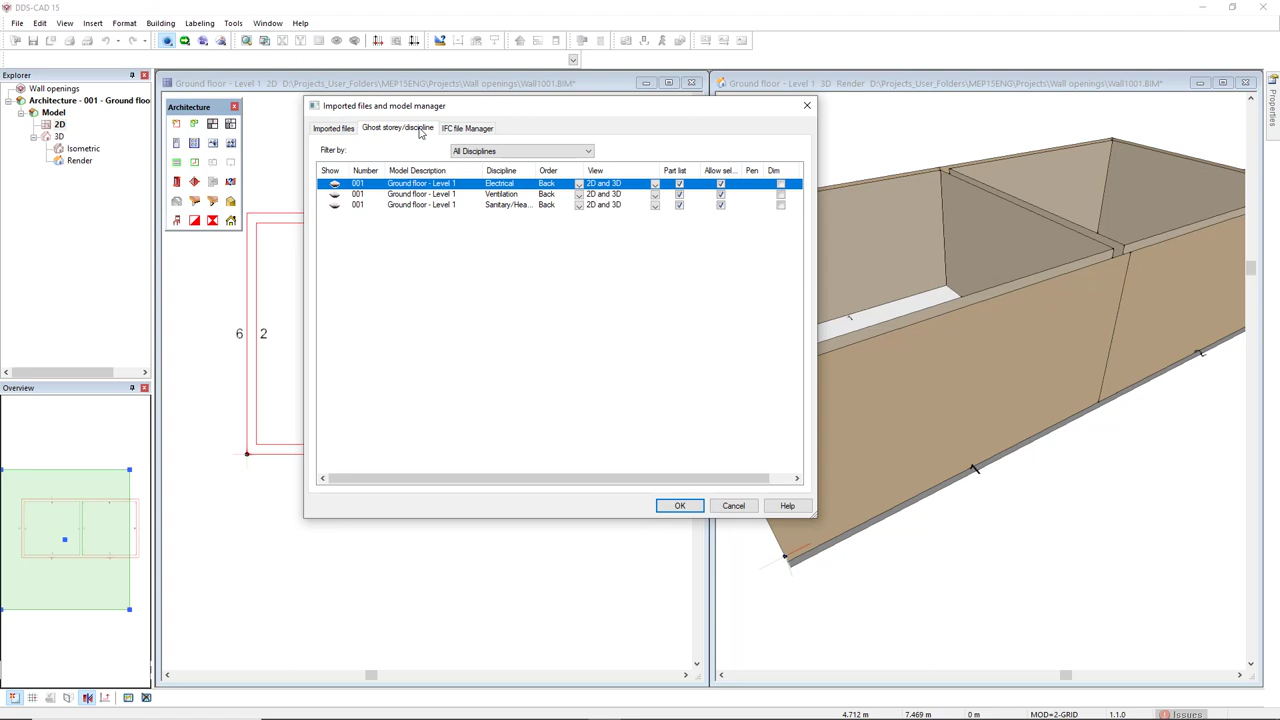 DDS-CAD 15
File Edit View Insert Format Building Labeling Tools Window Help
Explorer
Wall openings
Architecture - 001 - Ground floo
Model
2D
3D
Isometric
Render
Overview
Ground floor - Level 1 2D D:\Projects_User_Folders\MEP15ENG\Projects\Wall openings\Wall1001.BIM*
Architecture
6 2
Ground floor - Level 1 3D Render D:\Projects_User_Folders\MEP15ENG\Projects\Wall openings\Wall1001.BIM*
Properties
Imported files and model manager
Imported files Ghost storey/discipline IFC file Manager
Filter by: All Disciplines
Show Number Model Description Discipline Order View Part list Allow sel... Pen Dim
001 Ground floor - Level 1 Electrical Back 2D and 3D
001 Ground floor - Level 1 Ventilation Back 2D and 3D
001 Ground floor - Level 1 Sanitary/Hea... Back 2D and 3D
OK Cancel Help
4.712 m 7.469 m 0 m MOD=2-GRID 1.1.0 Issues